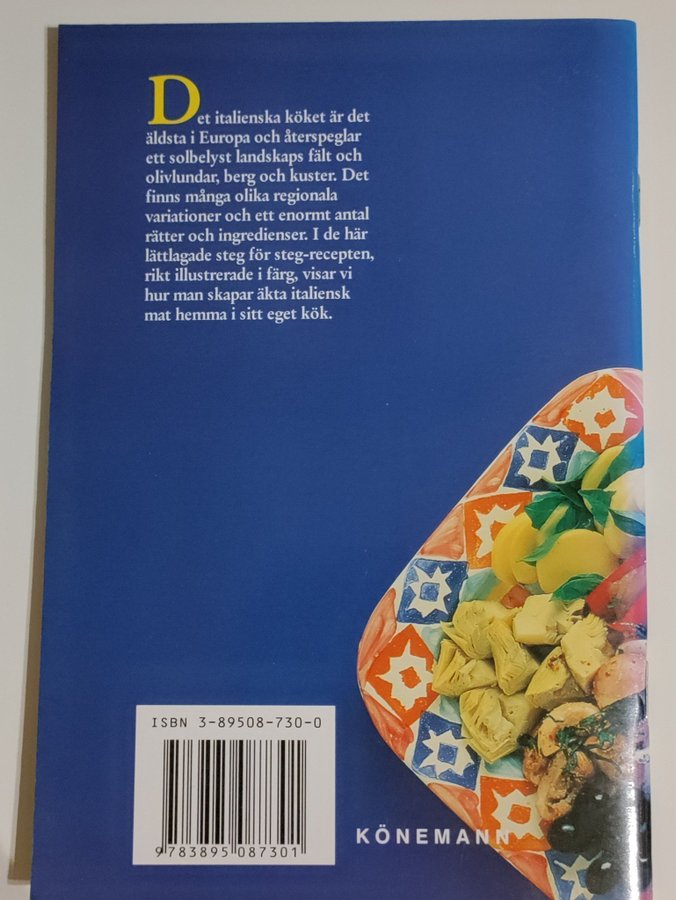 Det italienska köket är det
äldsta i Europa och återspeglar
ett solbelyst landskaps fält och
olivlundar, berg och kuster. Det
finns många olika regionala
variationer och ett enormt antal
rätter och ingredienser. I de här
lättlagade steg för steg-recepten,
rikt illustrerade i färg, visar vi
hur man skapar äkta italiensk
mat hemma i sitt eget kök.
ISBN 3-89508-730-0
9783895 087301
KÖNEMANN